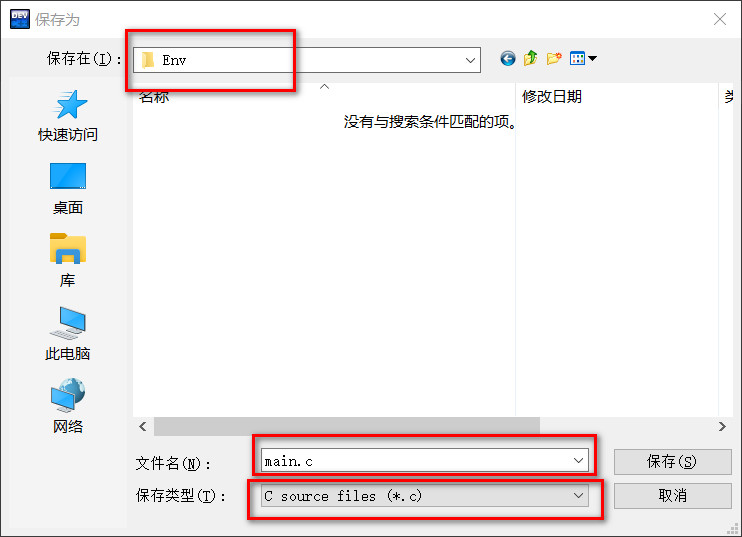 DEV
保存为
保存在(I):
Env
快速访问
桌面
库
此电脑
网络
名称
修改日期
没有与搜索条件匹配的项。
文件名(N):
main.c
保存(S)
保存类型(T):
C source files (*.c)
取消